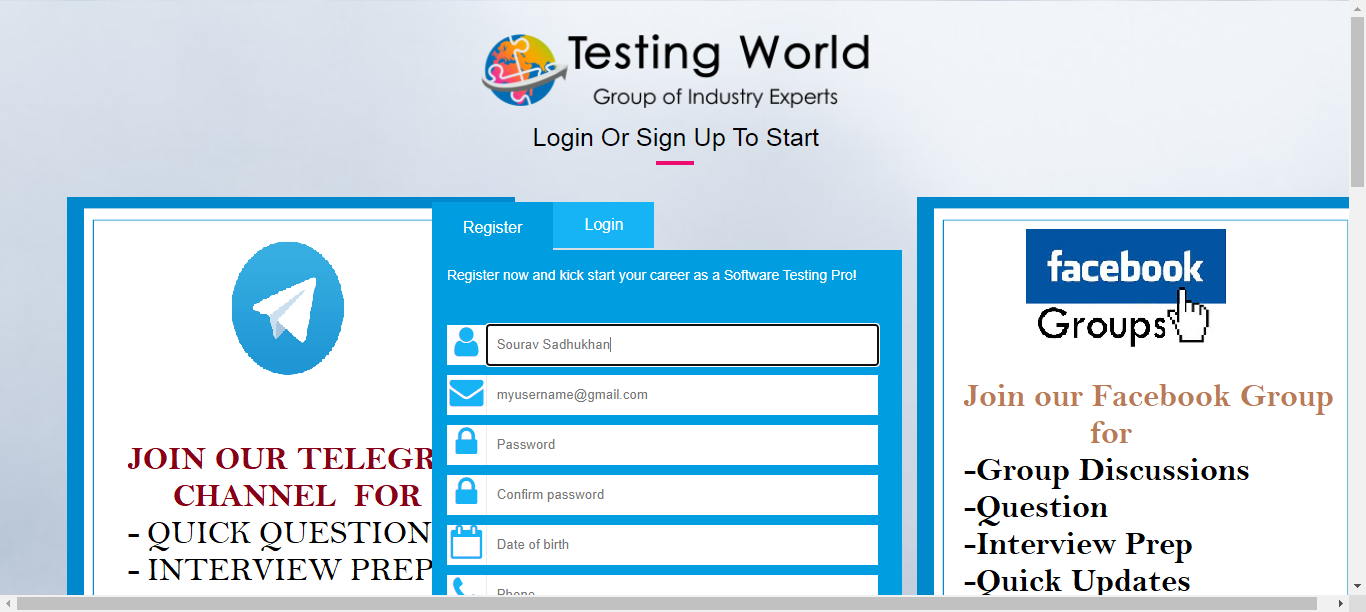 Testing World
Group of Industry Experts
Login Or Sign Up To Start
JOIN OUR TELEGR
CHANNEL FOR
- QUICK QUESTION
- INTERVIEW PREP
Register
Login
Register now and kick start your career as a Software Testing Pro!
Sourav Sadhukhan
myusername@gmail.com
Password
Confirm password
Date of birth
Phone
facebook
Groups
Join our Facebook Group
for
-Group Discussions
-Question
-Interview Prep
-Quick Updates